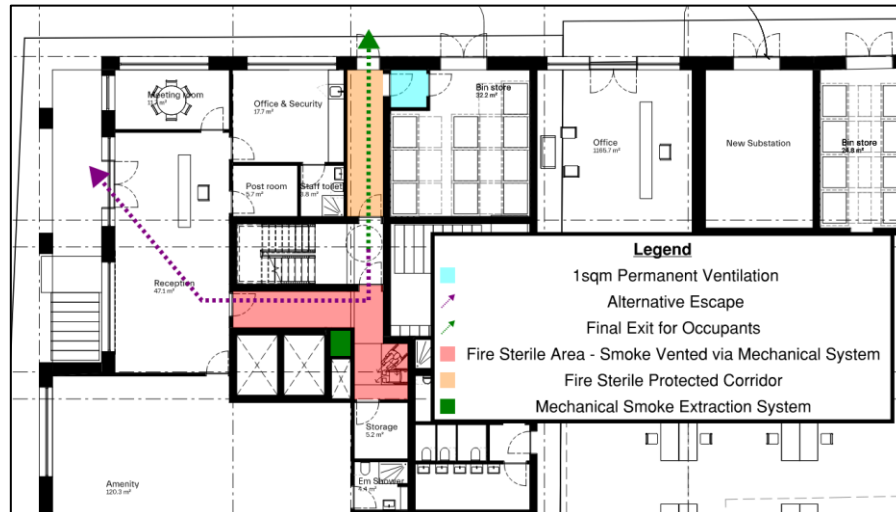 Meeting room
Office & Security
17.7 m²
Bin store
32.2 m²
Office
New Substation
Bin store
Post room
5.7 m²
Staff toilet
Reception
47.1 m²
Legend
1sqm Permanent Ventilation
Alternative Escape
Final Exit for Occupants
Fire Sterile Area - Smoke Vented via Mechanical System
Fire Sterile Protected Corridor
Mechanical Smoke Extraction System
Storage
5.2 m²
Em Shower
Amenity
120.3 m²